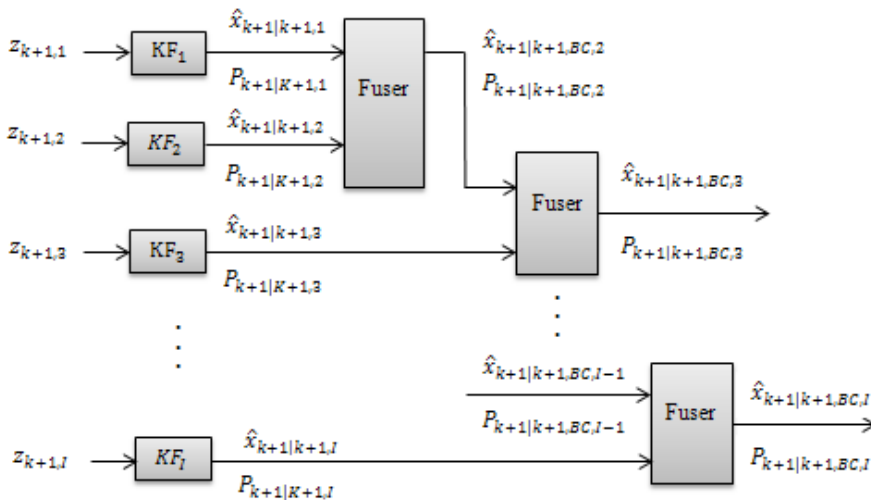 z_{k+1,1}
KF_1
x̂_{k+1|k+1,1}
P_{k+1|K+1,1}
Fuser
x̂_{k+1|k+1,BC,2}
P_{k+1|k+1,BC,2}
z_{k+1,2}
KF_2
x̂_{k+1|k+1,2}
P_{k+1|K+1,2}
Fuser
x̂_{k+1|k+1,BC,3}
P_{k+1|k+1,BC,3}
z_{k+1,3}
KF_3
x̂_{k+1|k+1,3}
P_{k+1|K+1,3}
x̂_{k+1|k+1,BC,l-1}
P_{k+1|k+1,BC,l-1}
Fuser
x̂_{k+1|k+1,BC,l}
P_{k+1|k+1,BC,l}
z_{k+1,l}
KF_l
x̂_{k+1|k+1,l}
P_{k+1|K+1,l}